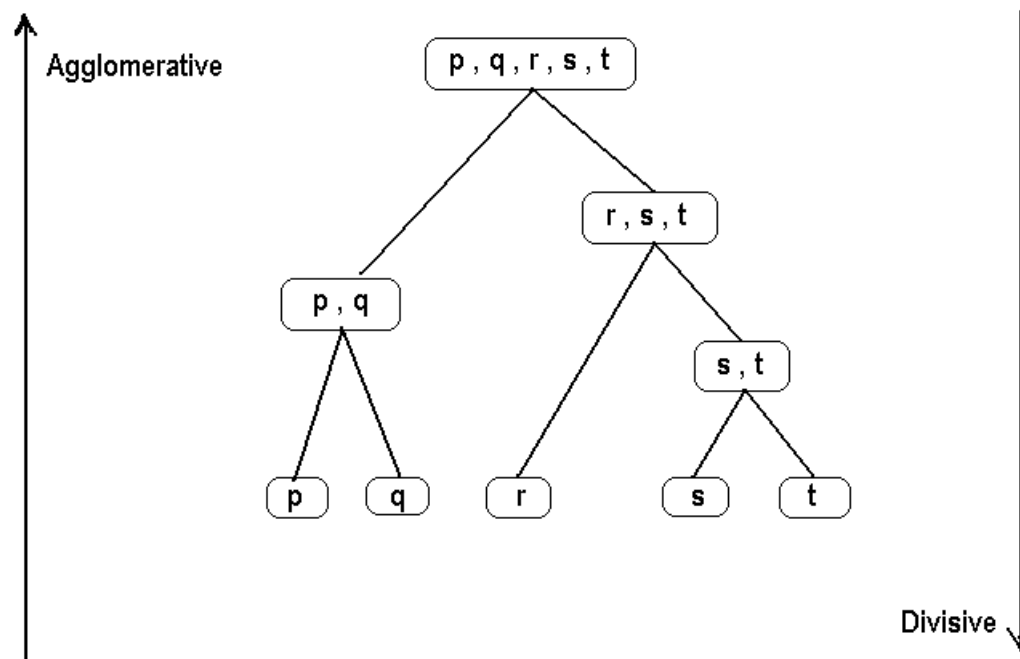 Agglomerative
p , q , r , s , t
r , s , t
p , q
s , t
p
q
r
s
t
Divisive